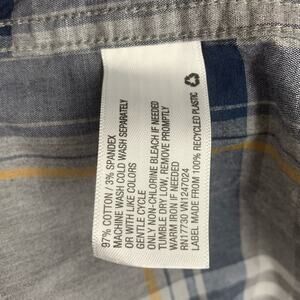 97% COTTON / 3% SPANDEX
MACHINE WASH COLD WASH SEPARATELY
OR WITH LIKE COLORS
GENTLE CYCLE
ONLY NON-CHLORINE BLEACH IF NEEDED
TUMBLE DRY LOW, REMOVE PROMPTLY
WARM IRON IF NEEDED
RN17730 VN1247024
LABEL MADE FROM 100% RECYCLED PLASTIC